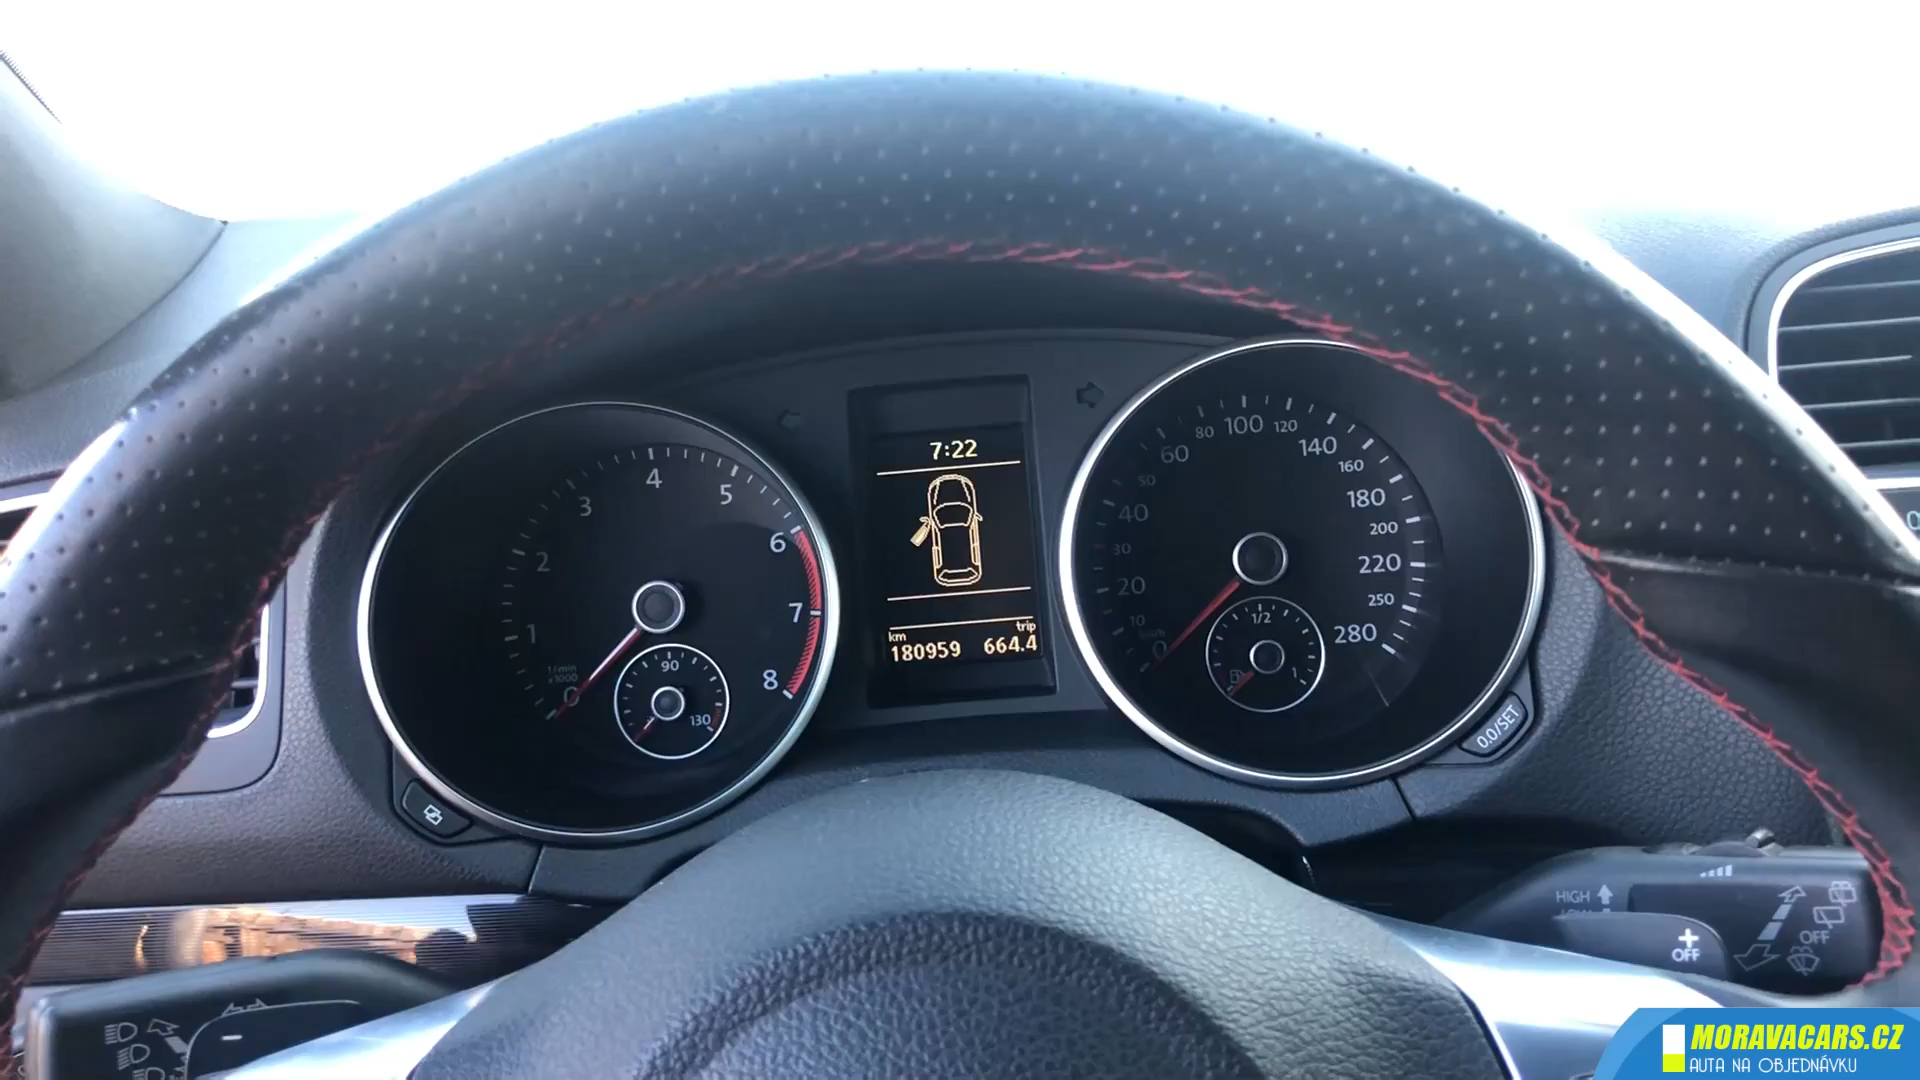 7:22
km
trip
180959
664.4
1/min
x1000
0
1
2
3
4
5
6
7
8
90
130
km/h
0
10
20
30
40
50
60
80
100
120
140
160
180
200
220
250
280
1/2
1
0.0/SET
HIGH
LOW
OFF
OFF
MORAVACARS.CZ
AUTA NA OBJEDNÁVKU